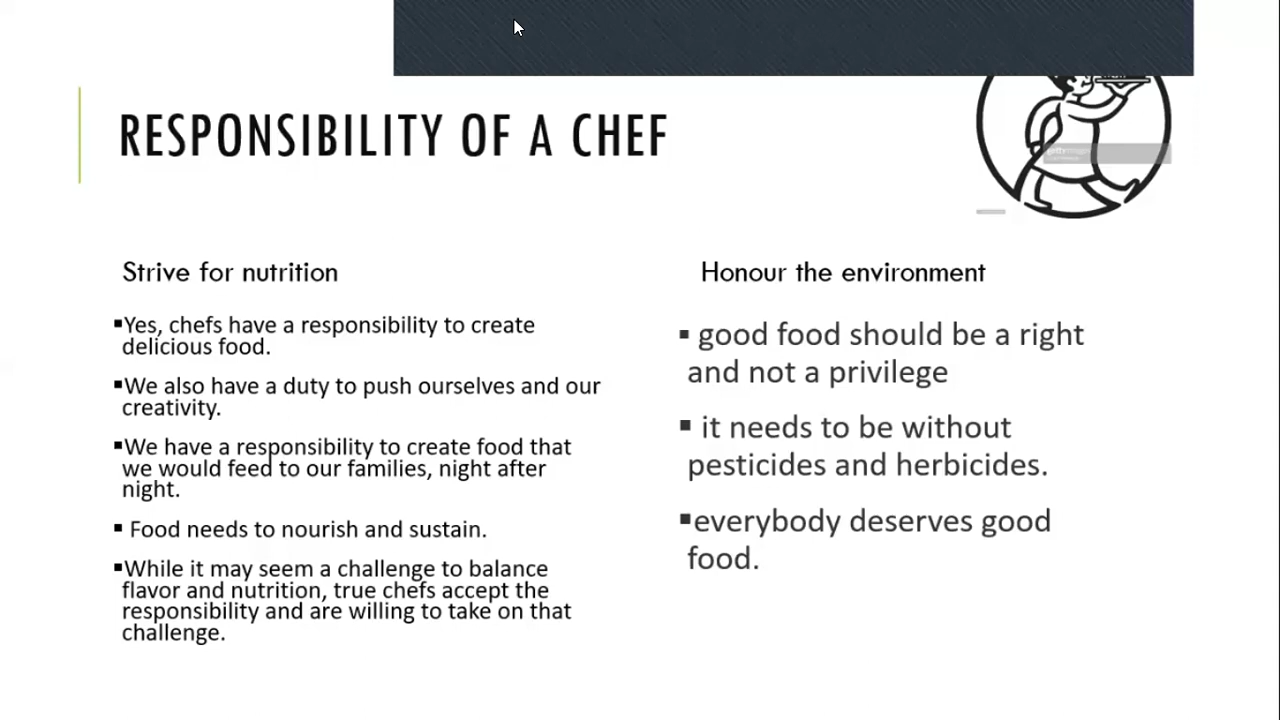 RESPONSIBILITY OF A CHEF
Strive for nutrition
▪Yes, chefs have a responsibility to create
delicious food.
▪We also have a duty to push ourselves and our
creativity.
▪We have a responsibility to create food that
we would feed to our families, night after
night.
▪ Food needs to nourish and sustain.
▪While it may seem a challenge to balance
flavor and nutrition, true chefs accept the
responsibility and are willing to take on that
challenge.
Honour the environment
▪ good food should be a right
and not a privilege
▪ it needs to be without
pesticides and herbicides.
▪everybody deserves good
food.